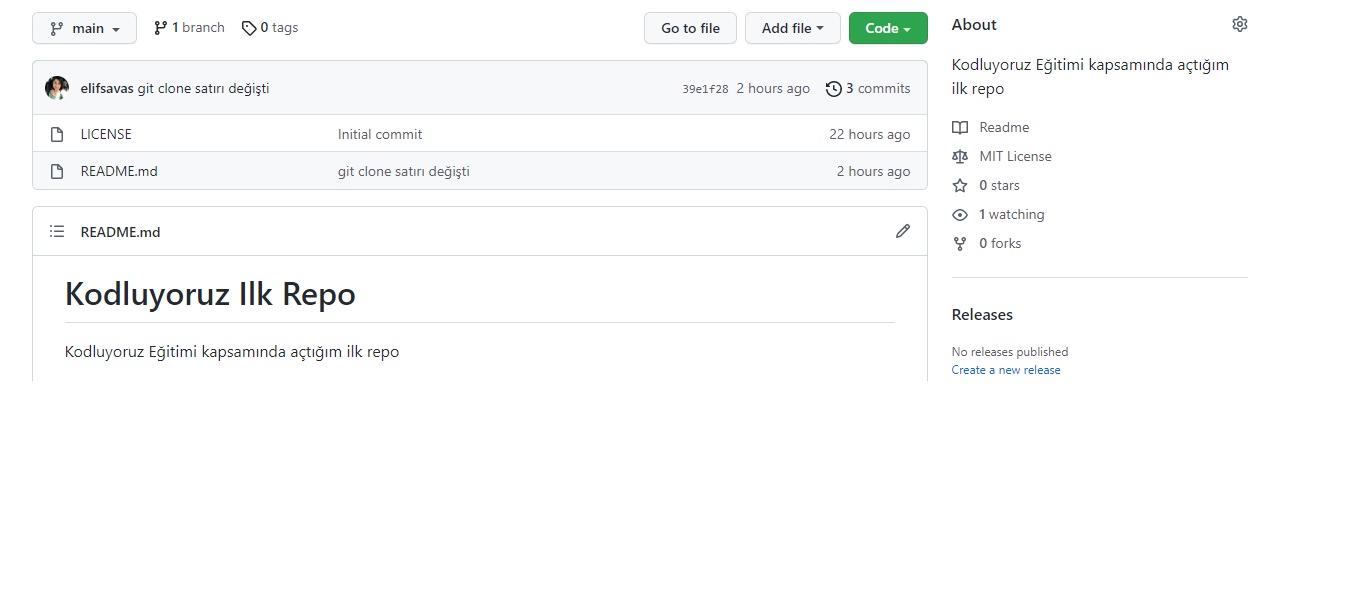 main
1 branch
0 tags
Go to file
Add file
Code
elifsavas git clone satırı değişti
39e1f28 2 hours ago
3 commits
LICENSE
Initial commit
22 hours ago
README.md
git clone satırı değişti
2 hours ago
README.md
Kodluyoruz Ilk Repo
Kodluyoruz Eğitimi kapsamında açtığım ilk repo
About
Kodluyoruz Eğitimi kapsamında açtığım
ilk repo
Readme
MIT License
0 stars
1 watching
0 forks
Releases
No releases published
Create a new release